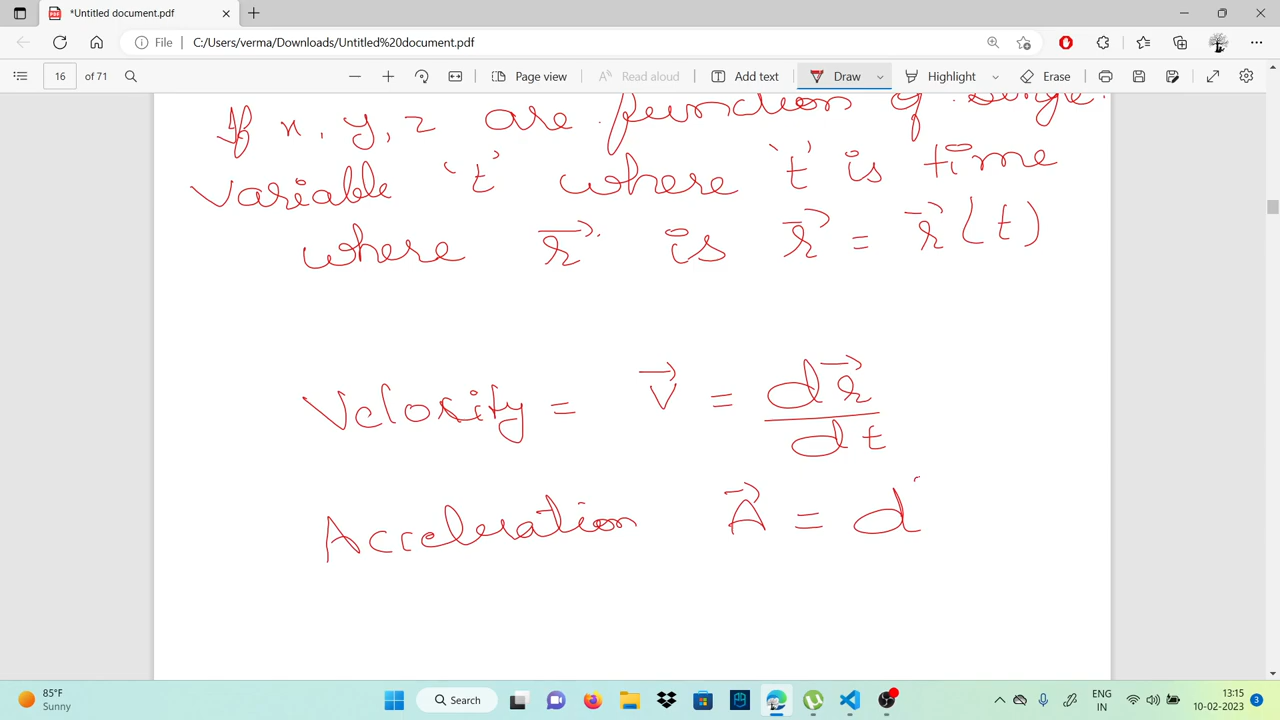 *Untitled document.pdf
File C:/Users/verma/Downloads/Untitled%20document.pdf
16 of 71 Page view Read aloud Add text Draw Highlight Erase
If x, y, z are function of single
variable 't' where 't' is time
where r⃗ is r⃗ = r⃗ (t)
Velocity = V⃗ = dr⃗/dt
Acceleration A⃗ = d
85°F
Sunny
Search
ENG
IN
13:15
10-02-2023
3